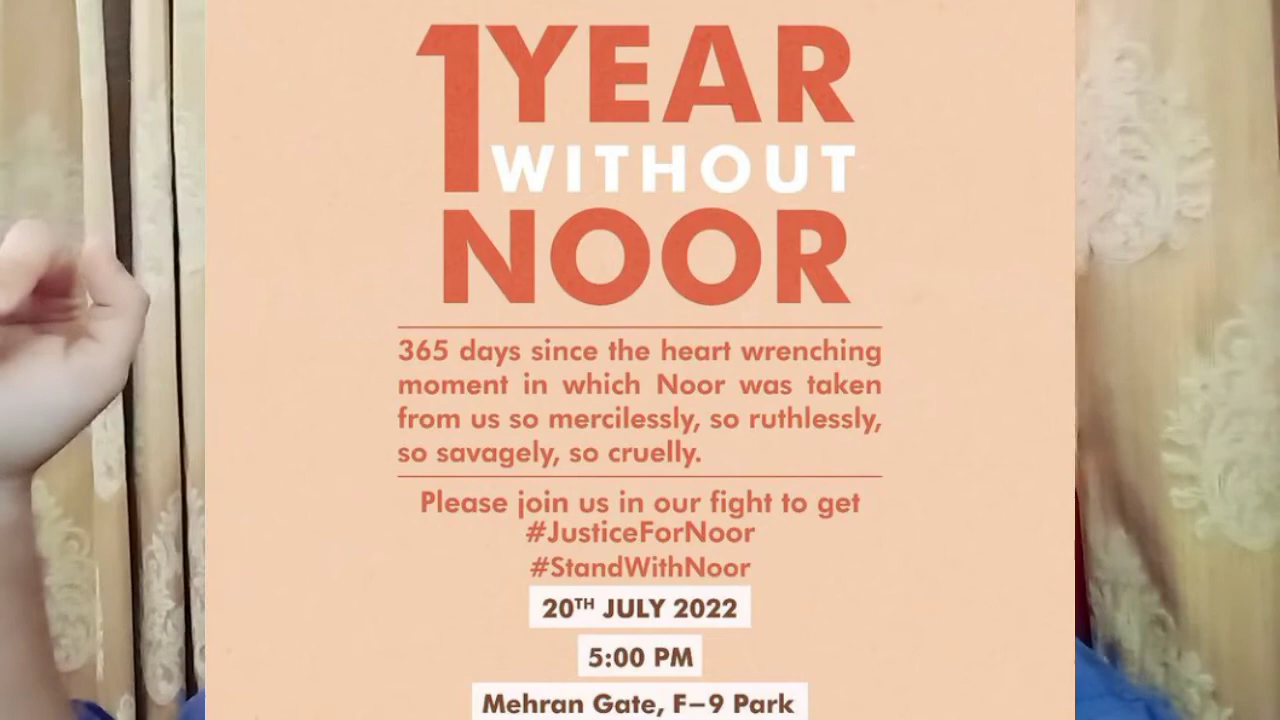 1 YEAR
WITHOUT
NOOR
365 days since the heart wrenching
moment in which Noor was taken
from us so mercilessly, so ruthlessly,
so savagely, so cruelly.
Please join us in our fight to get
#JusticeForNoor
#StandWithNoor
20TH JULY 2022
5:00 PM
Mehran Gate, F–9 Park